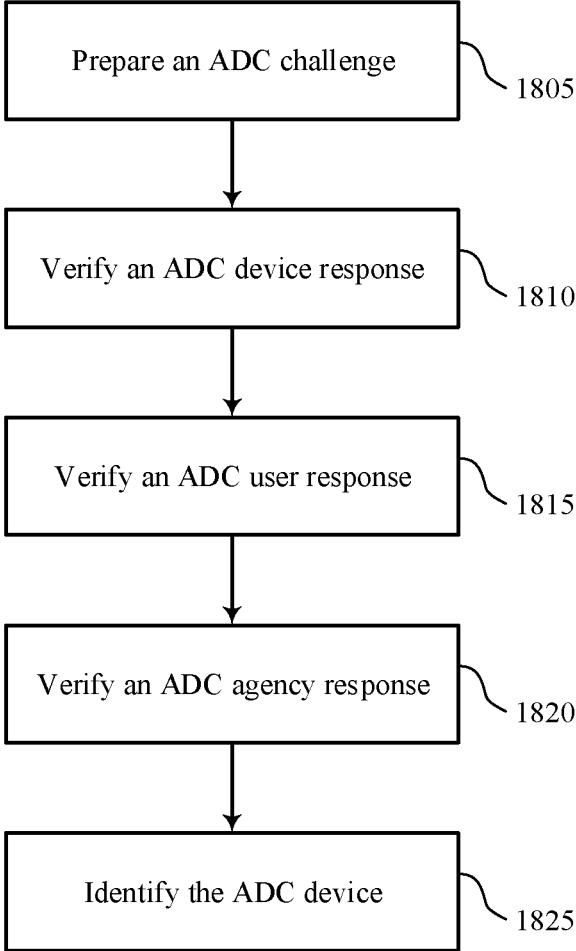 Prepare an ADC challenge
1805
Verify an ADC device response
1810
Verify an ADC user response
1815
Verify an ADC agency response
1820
Identify the ADC device
1825